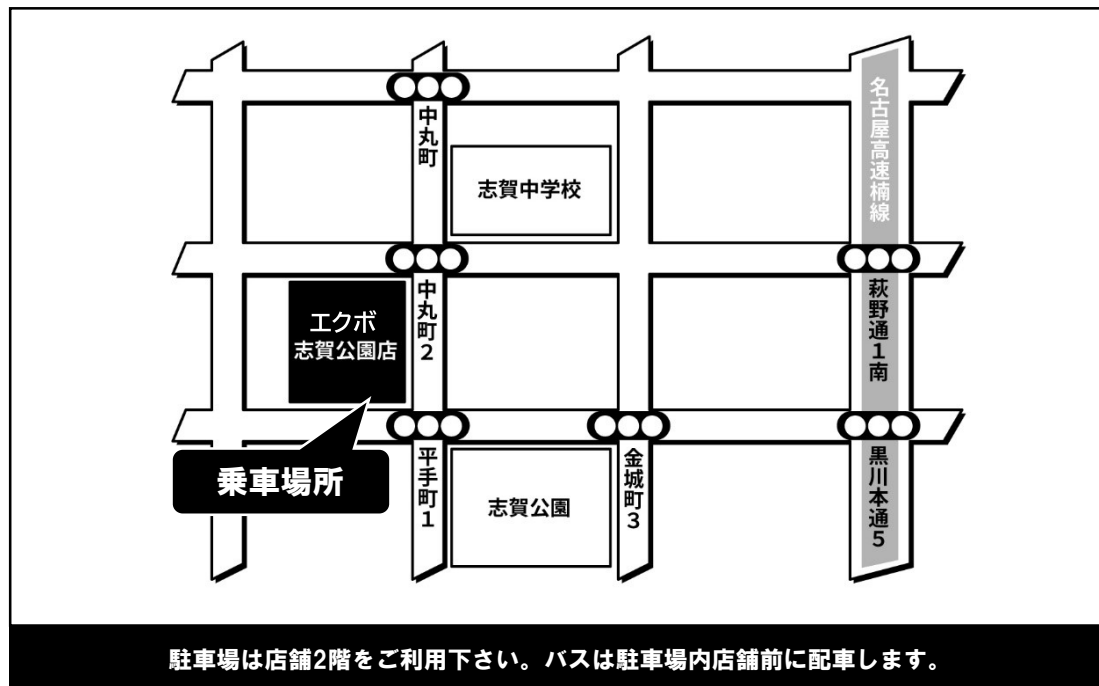 中丸町
名古屋高速楠線
志賀中学校
中丸町2
萩野通1南
エクボ
志賀公園店
乗車場所
平手町1
志賀公園
金城町3
黒川本通5
駐車場は店舗2階をご利用下さい。バスは駐車場内店舗前に配車します。